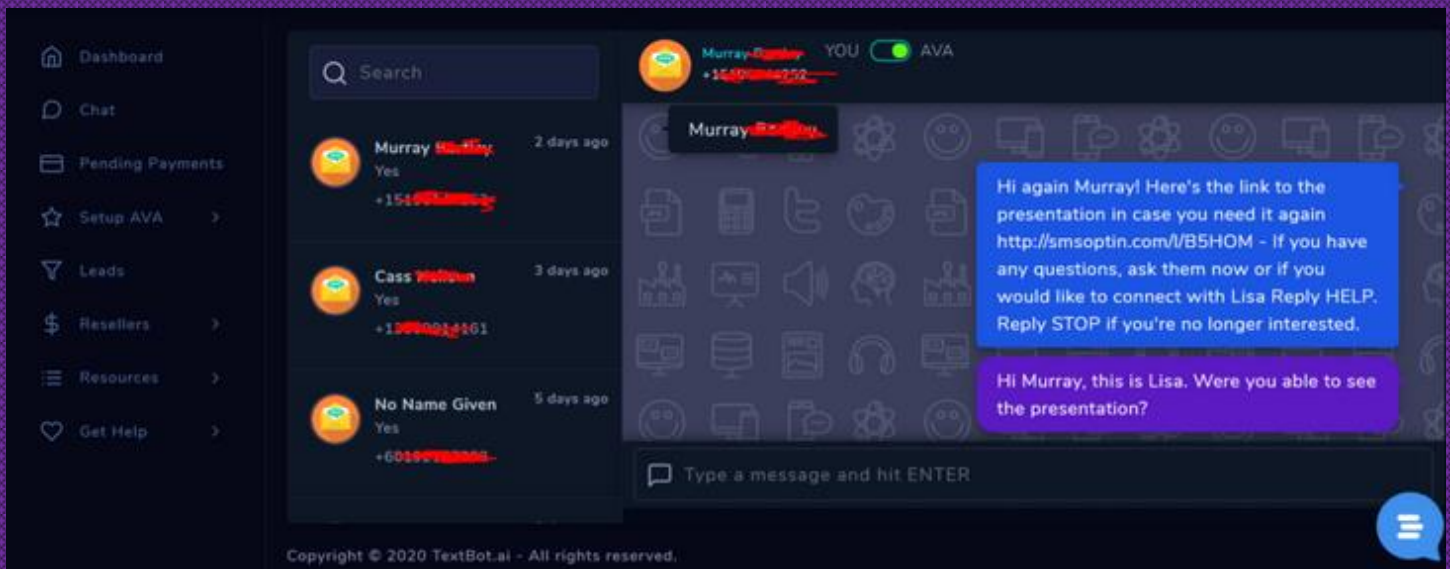 Dashboard
Chat
Pending Payments
Setup AVA
Leads
Resellers
Resources
Get Help
Search
Murray
2 days ago
Yes
Cass
3 days ago
Yes
No Name Given
5 days ago
Yes
Murray
YOU AVA
Murray
Hi again Murray! Here's the link to the
presentation in case you need it again
http://smsoptin.com/l/B5HOM - If you have
any questions, ask them now or if you
would like to connect with Lisa Reply HELP.
Reply STOP if you're no longer interested.
Hi Murray, this is Lisa. Were you able to see
the presentation?
Type a message and hit ENTER
Copyright © 2020 TextBot.ai - All rights reserved.